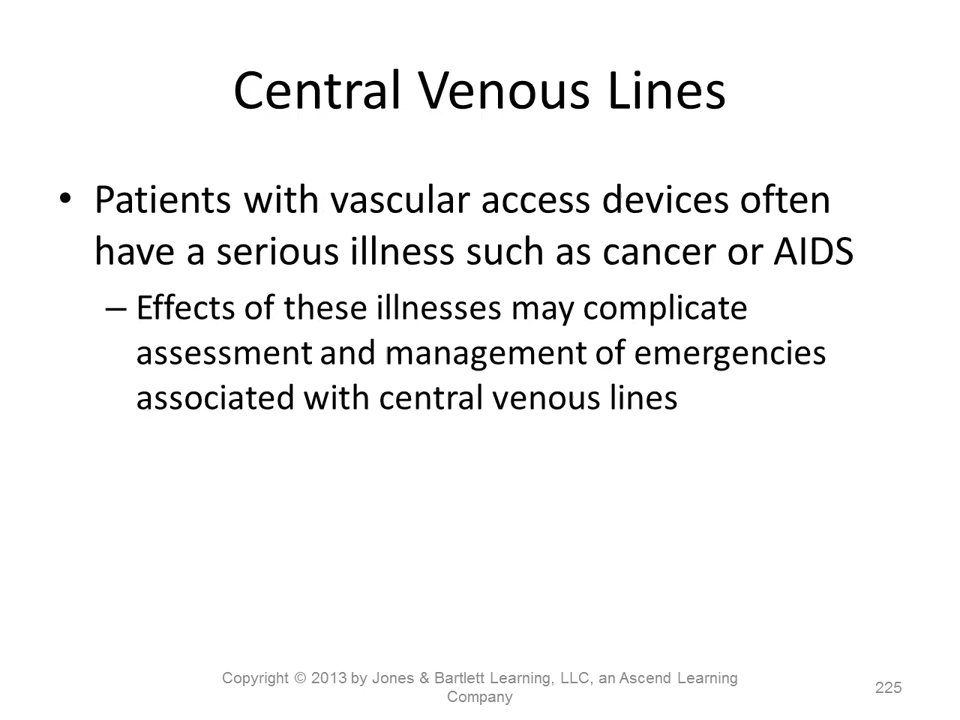 Central Venous Lines
• Patients with vascular access devices often
have a serious illness such as cancer or AIDS
– Effects of these illnesses may complicate
assessment and management of emergencies
associated with central venous lines
Copyright © 2013 by Jones & Bartlett Learning, LLC, an Ascend Learning
Company
225